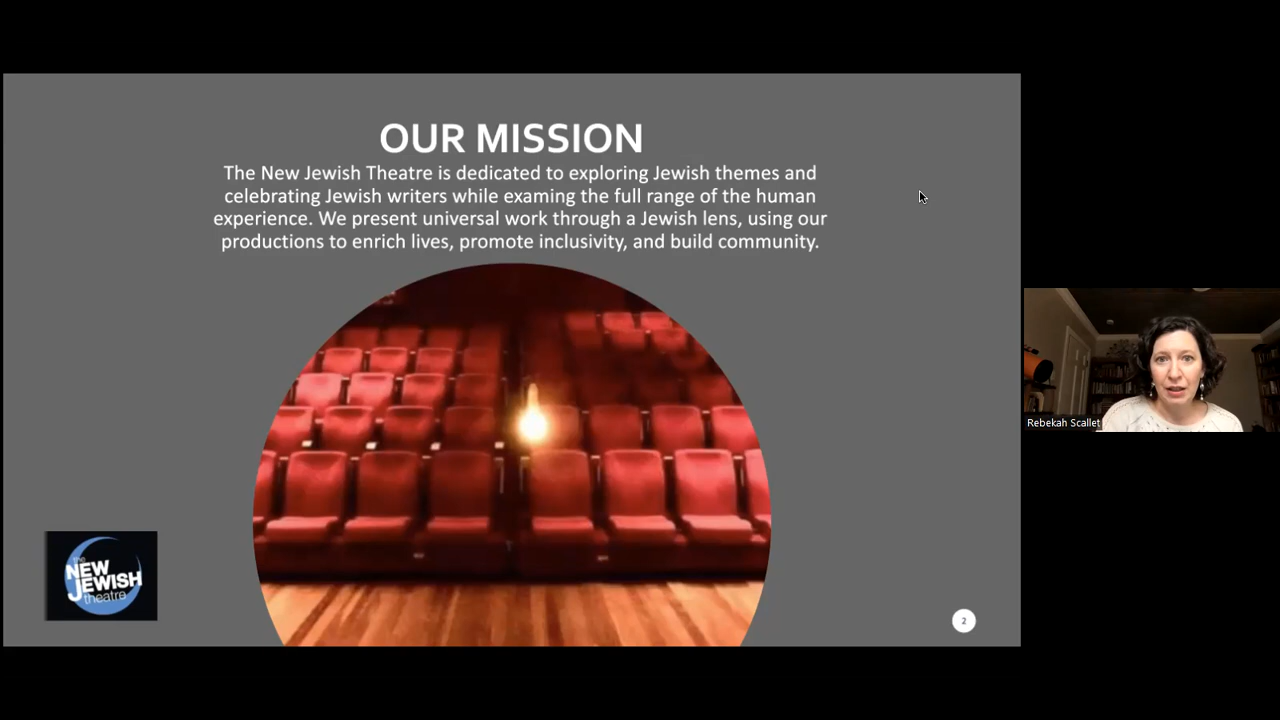 OUR MISSION
The New Jewish Theatre is dedicated to exploring Jewish themes and
celebrating Jewish writers while examing the full range of the human
experience. We present universal work through a Jewish lens, using our
productions to enrich lives, promote inclusivity, and build community.
the
NEW
JEWISH
theatre
2
Rebekah Scallet